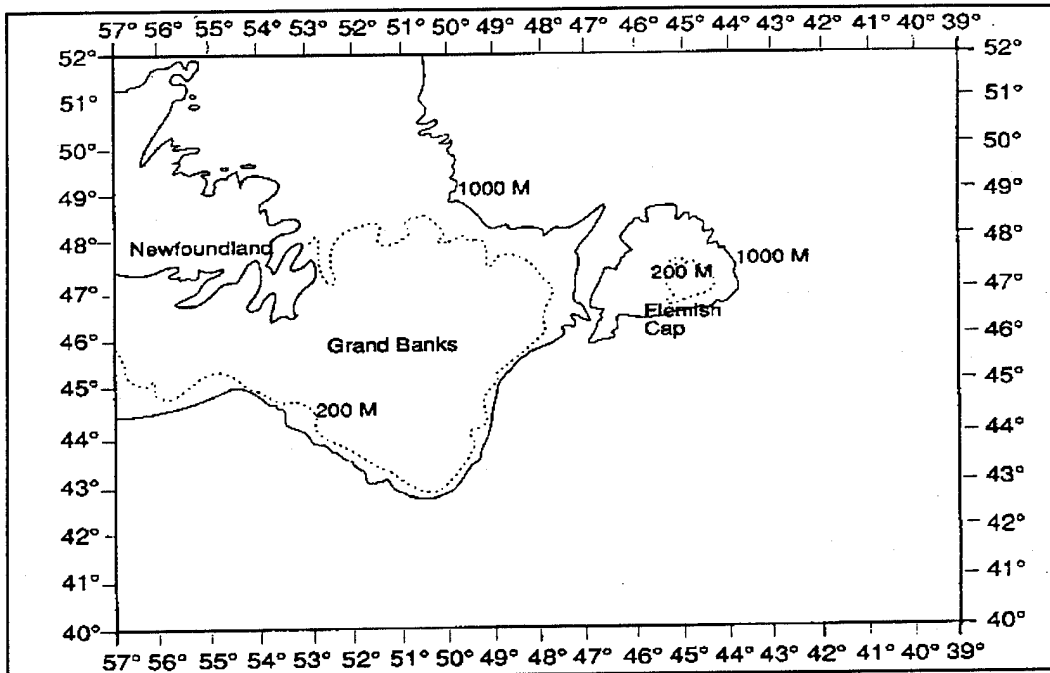 57° 56° 55° 54° 53° 52° 51° 50° 49° 48° 47° 46° 45° 44° 43° 42° 41° 40° 39°
52° 52°
51° 51°
50° 50°
49° 1000 M 49°
48° Newfoundland 1000 M 48°
47° 200 M 47°
Flemish
46° Cap 46°
Grand Banks
45° 45°
200 M
44° 44°
43° 43°
42° 42°
41° 41°
40° 40°
57° 56° 55° 54° 53° 52° 51° 50° 49° 48° 47° 46° 45° 44° 43° 42° 41° 40° 39°